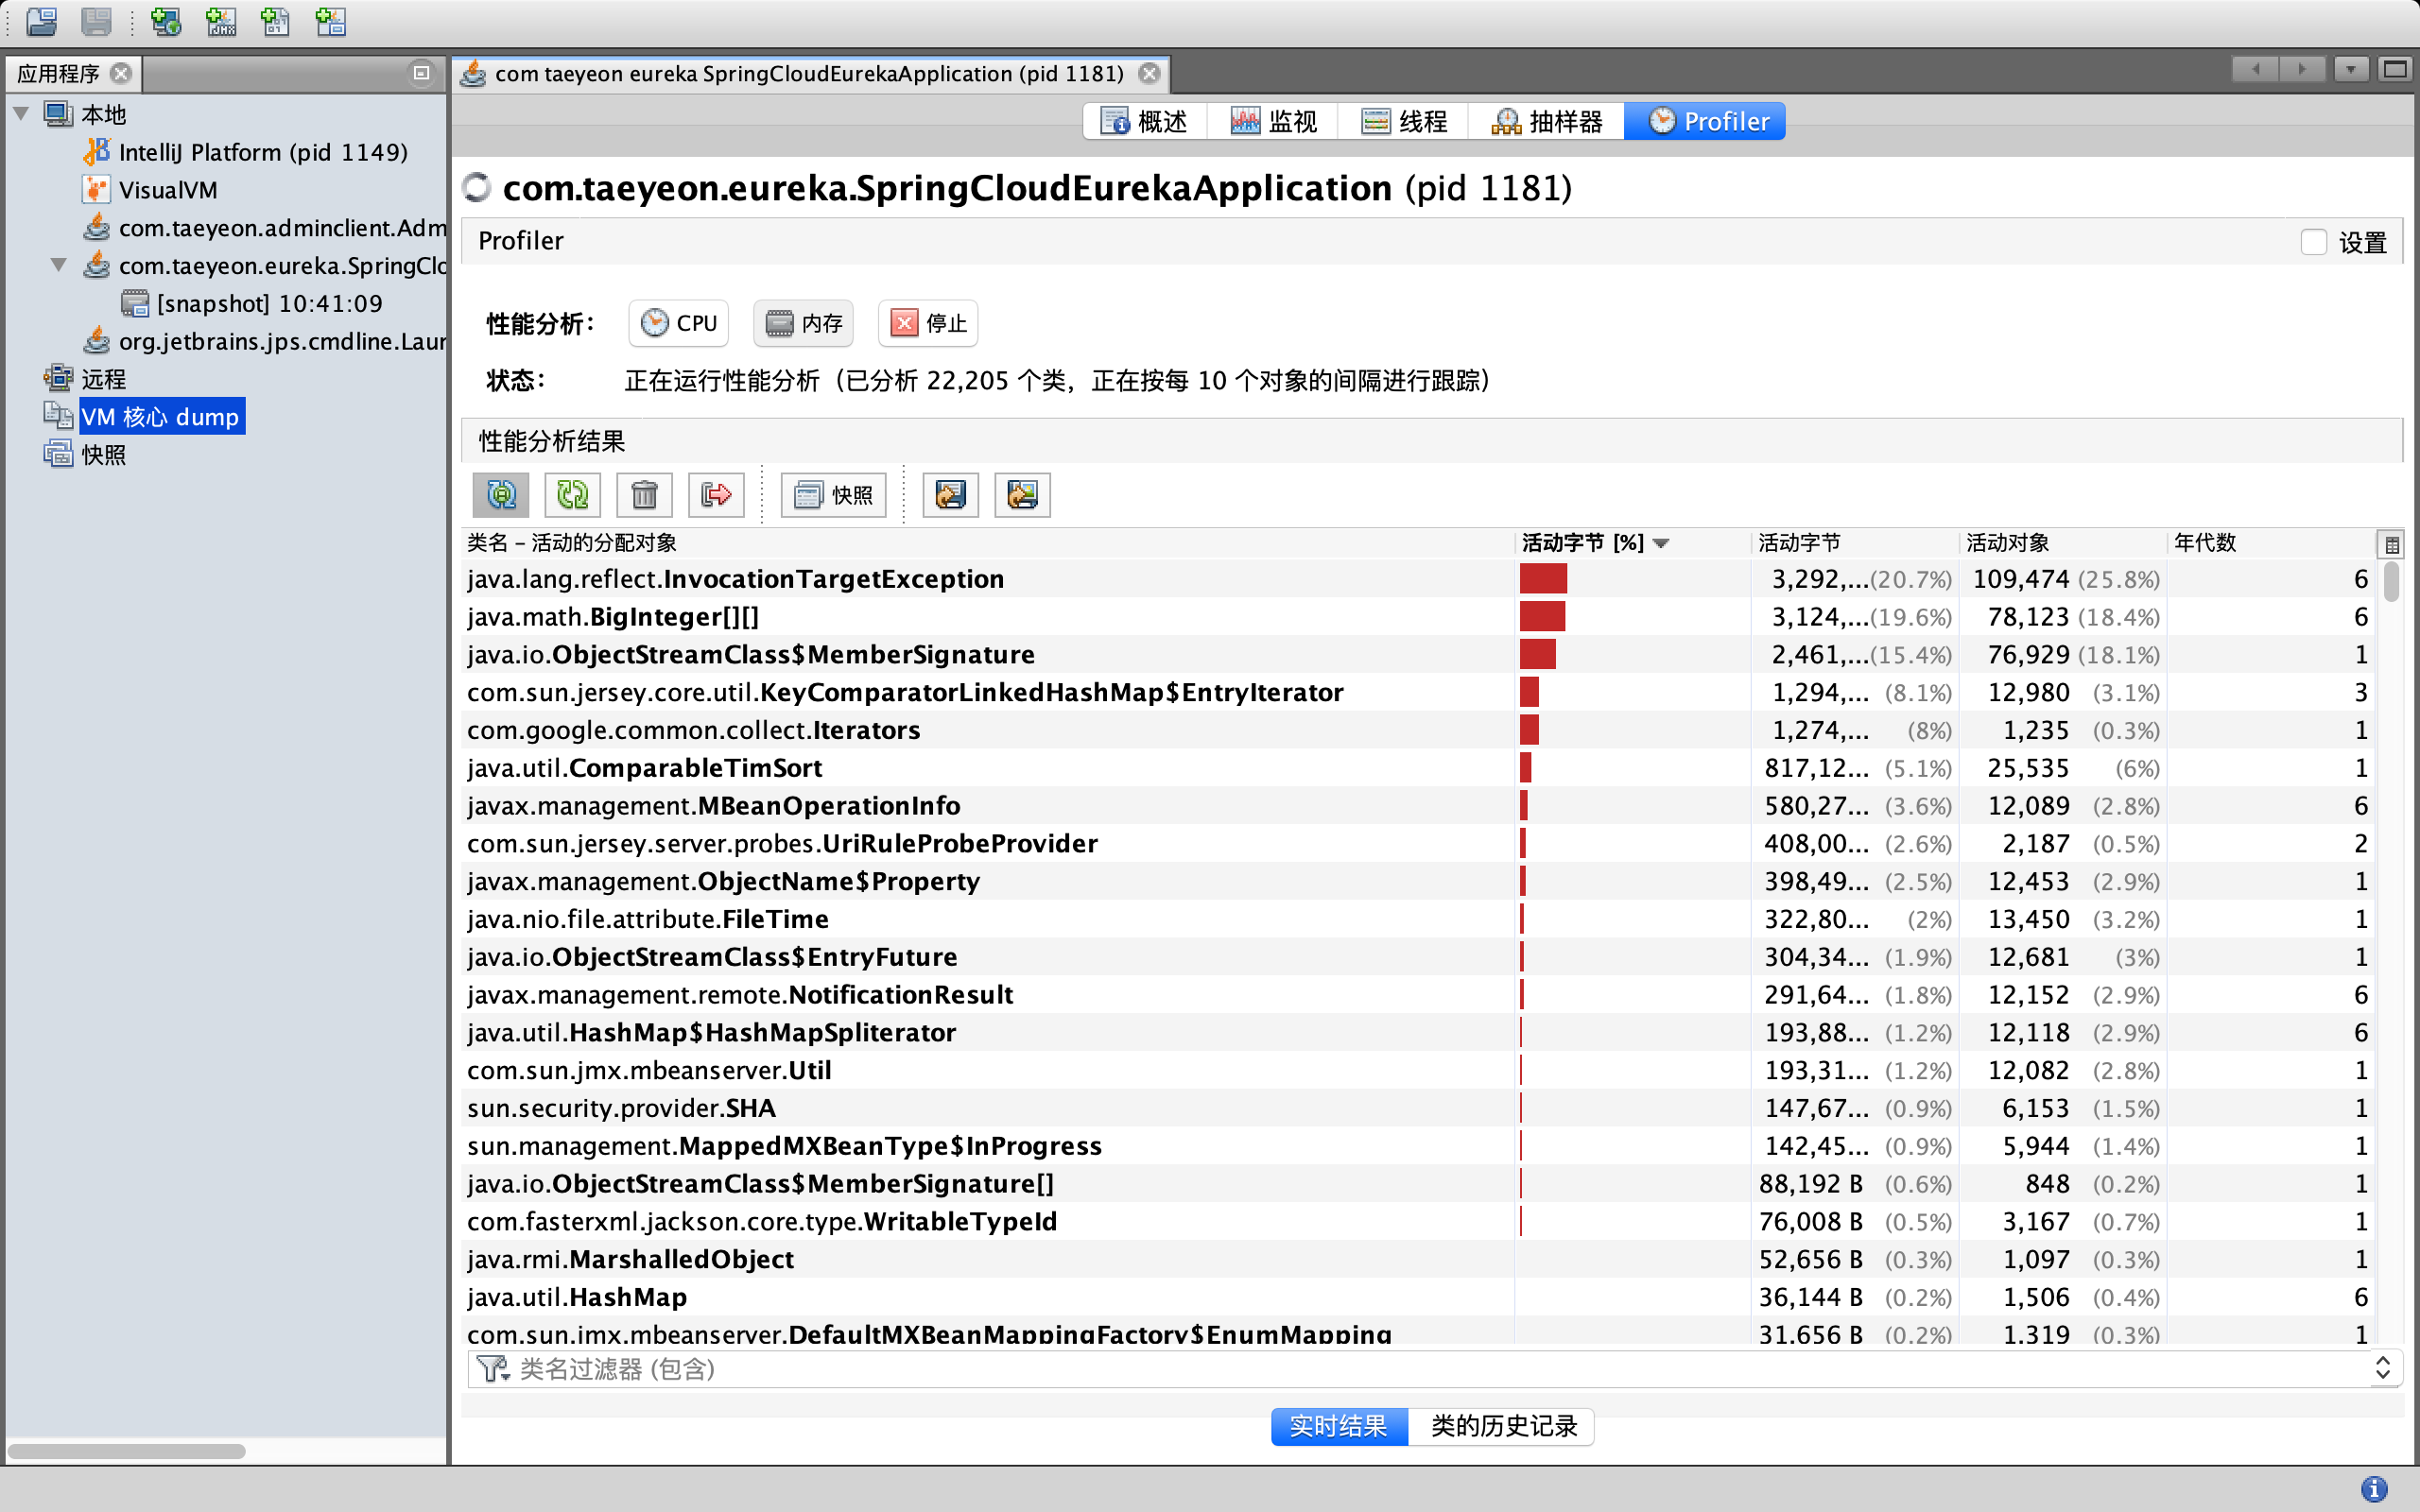 应用程序
本地
IntelliJ Platform (pid 1149)
VisualVM
com.taeyeon.adminclient.Adm
com.taeyeon.eureka.SpringClo
[snapshot] 10:41:09
org.jetbrains.jps.cmdline.Laur
远程
VM 核心 dump
快照
com taeyeon eureka SpringCloudEurekaApplication (pid 1181)
概述 监视 线程 抽样器 Profiler
com.taeyeon.eureka.SpringCloudEurekaApplication (pid 1181)
Profiler 设置
性能分析： CPU 内存 停止
状态： 正在运行性能分析（已分析 22,205 个类，正在按每 10 个对象的间隔进行跟踪）
性能分析结果
快照
类名 – 活动的分配对象 活动字节 [%] 活动字节 活动对象 年代数
java.lang.reflect.InvocationTargetException 3,292,...(20.7%) 109,474 (25.8%) 6
java.math.BigInteger[][] 3,124,...(19.6%) 78,123 (18.4%) 6
java.io.ObjectStreamClass$MemberSignature 2,461,...(15.4%) 76,929 (18.1%) 1
com.sun.jersey.core.util.KeyComparatorLinkedHashMap$EntryIterator 1,294,... (8.1%) 12,980 (3.1%) 3
com.google.common.collect.Iterators 1,274,... (8%) 1,235 (0.3%) 1
java.util.ComparableTimSort 817,12... (5.1%) 25,535 (6%) 1
javax.management.MBeanOperationInfo 580,27... (3.6%) 12,089 (2.8%) 6
com.sun.jersey.server.probes.UriRuleProbeProvider 408,00... (2.6%) 2,187 (0.5%) 2
javax.management.ObjectName$Property 398,49... (2.5%) 12,453 (2.9%) 1
java.nio.file.attribute.FileTime 322,80... (2%) 13,450 (3.2%) 1
java.io.ObjectStreamClass$EntryFuture 304,34... (1.9%) 12,681 (3%) 1
javax.management.remote.NotificationResult 291,64... (1.8%) 12,152 (2.9%) 6
java.util.HashMap$HashMapSpliterator 193,88... (1.2%) 12,118 (2.9%) 6
com.sun.jmx.mbeanserver.Util 193,31... (1.2%) 12,082 (2.8%) 1
sun.security.provider.SHA 147,67... (0.9%) 6,153 (1.5%) 1
sun.management.MappedMXBeanType$InProgress 142,45... (0.9%) 5,944 (1.4%) 1
java.io.ObjectStreamClass$MemberSignature[] 88,192 B (0.6%) 848 (0.2%) 1
com.fasterxml.jackson.core.type.WritableTypeId 76,008 B (0.5%) 3,167 (0.7%) 1
java.rmi.MarshalledObject 52,656 B (0.3%) 1,097 (0.3%) 1
java.util.HashMap 36,144 B (0.2%) 1,506 (0.4%) 6
com.sun.jmx.mbeanserver.DefaultMXBeanMappingFactory$EnumMapping 31,656 B (0.2%) 1,319 (0.3%) 1
类名过滤器 (包含)
实时结果 类的历史记录